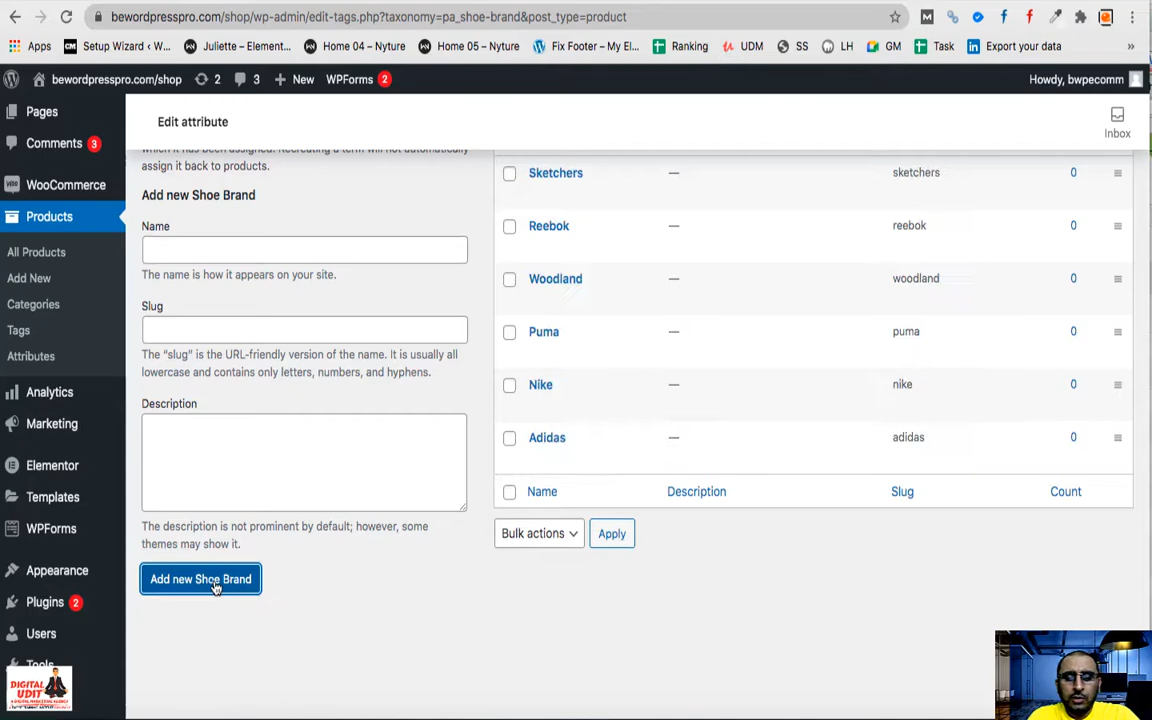 bewordpresspro.com/shop/wp-admin/edit-tags.php?taxonomy=pa_shoe-brand&post_type=product
Apps
Setup Wizard ‹ W...
Juliette – Element...
Home 04 – Nyture
Home 05 – Nyture
Fix Footer – My El...
Ranking
UDM
SS
LH
GM
Task
Export your data
»
bewordpresspro.com/shop
2
3
New
WPForms 2
Howdy, bwpecomm
Pages
Comments 3
WooCommerce
Products
All Products
Add New
Categories
Tags
Attributes
Analytics
Marketing
Elementor
Templates
WPForms
Appearance
Plugins 2
Users
Tools
DIGITAL
UDIT
A DIGITAL MARKETING AGENCY
Edit attribute
Inbox
which it has been assigned. Recreating a term will not automatically
assign it back to products.
Add new Shoe Brand
Name
The name is how it appears on your site.
Slug
The “slug” is the URL-friendly version of the name. It is usually all
lowercase and contains only letters, numbers, and hyphens.
Description
The description is not prominent by default; however, some
themes may show it.
Add new Shoe Brand
Sketchers — sketchers 0
Reebok — reebok 0
Woodland — woodland 0
Puma — puma 0
Nike — nike 0
Adidas — adidas 0
Name Description Slug Count
Bulk actions Apply